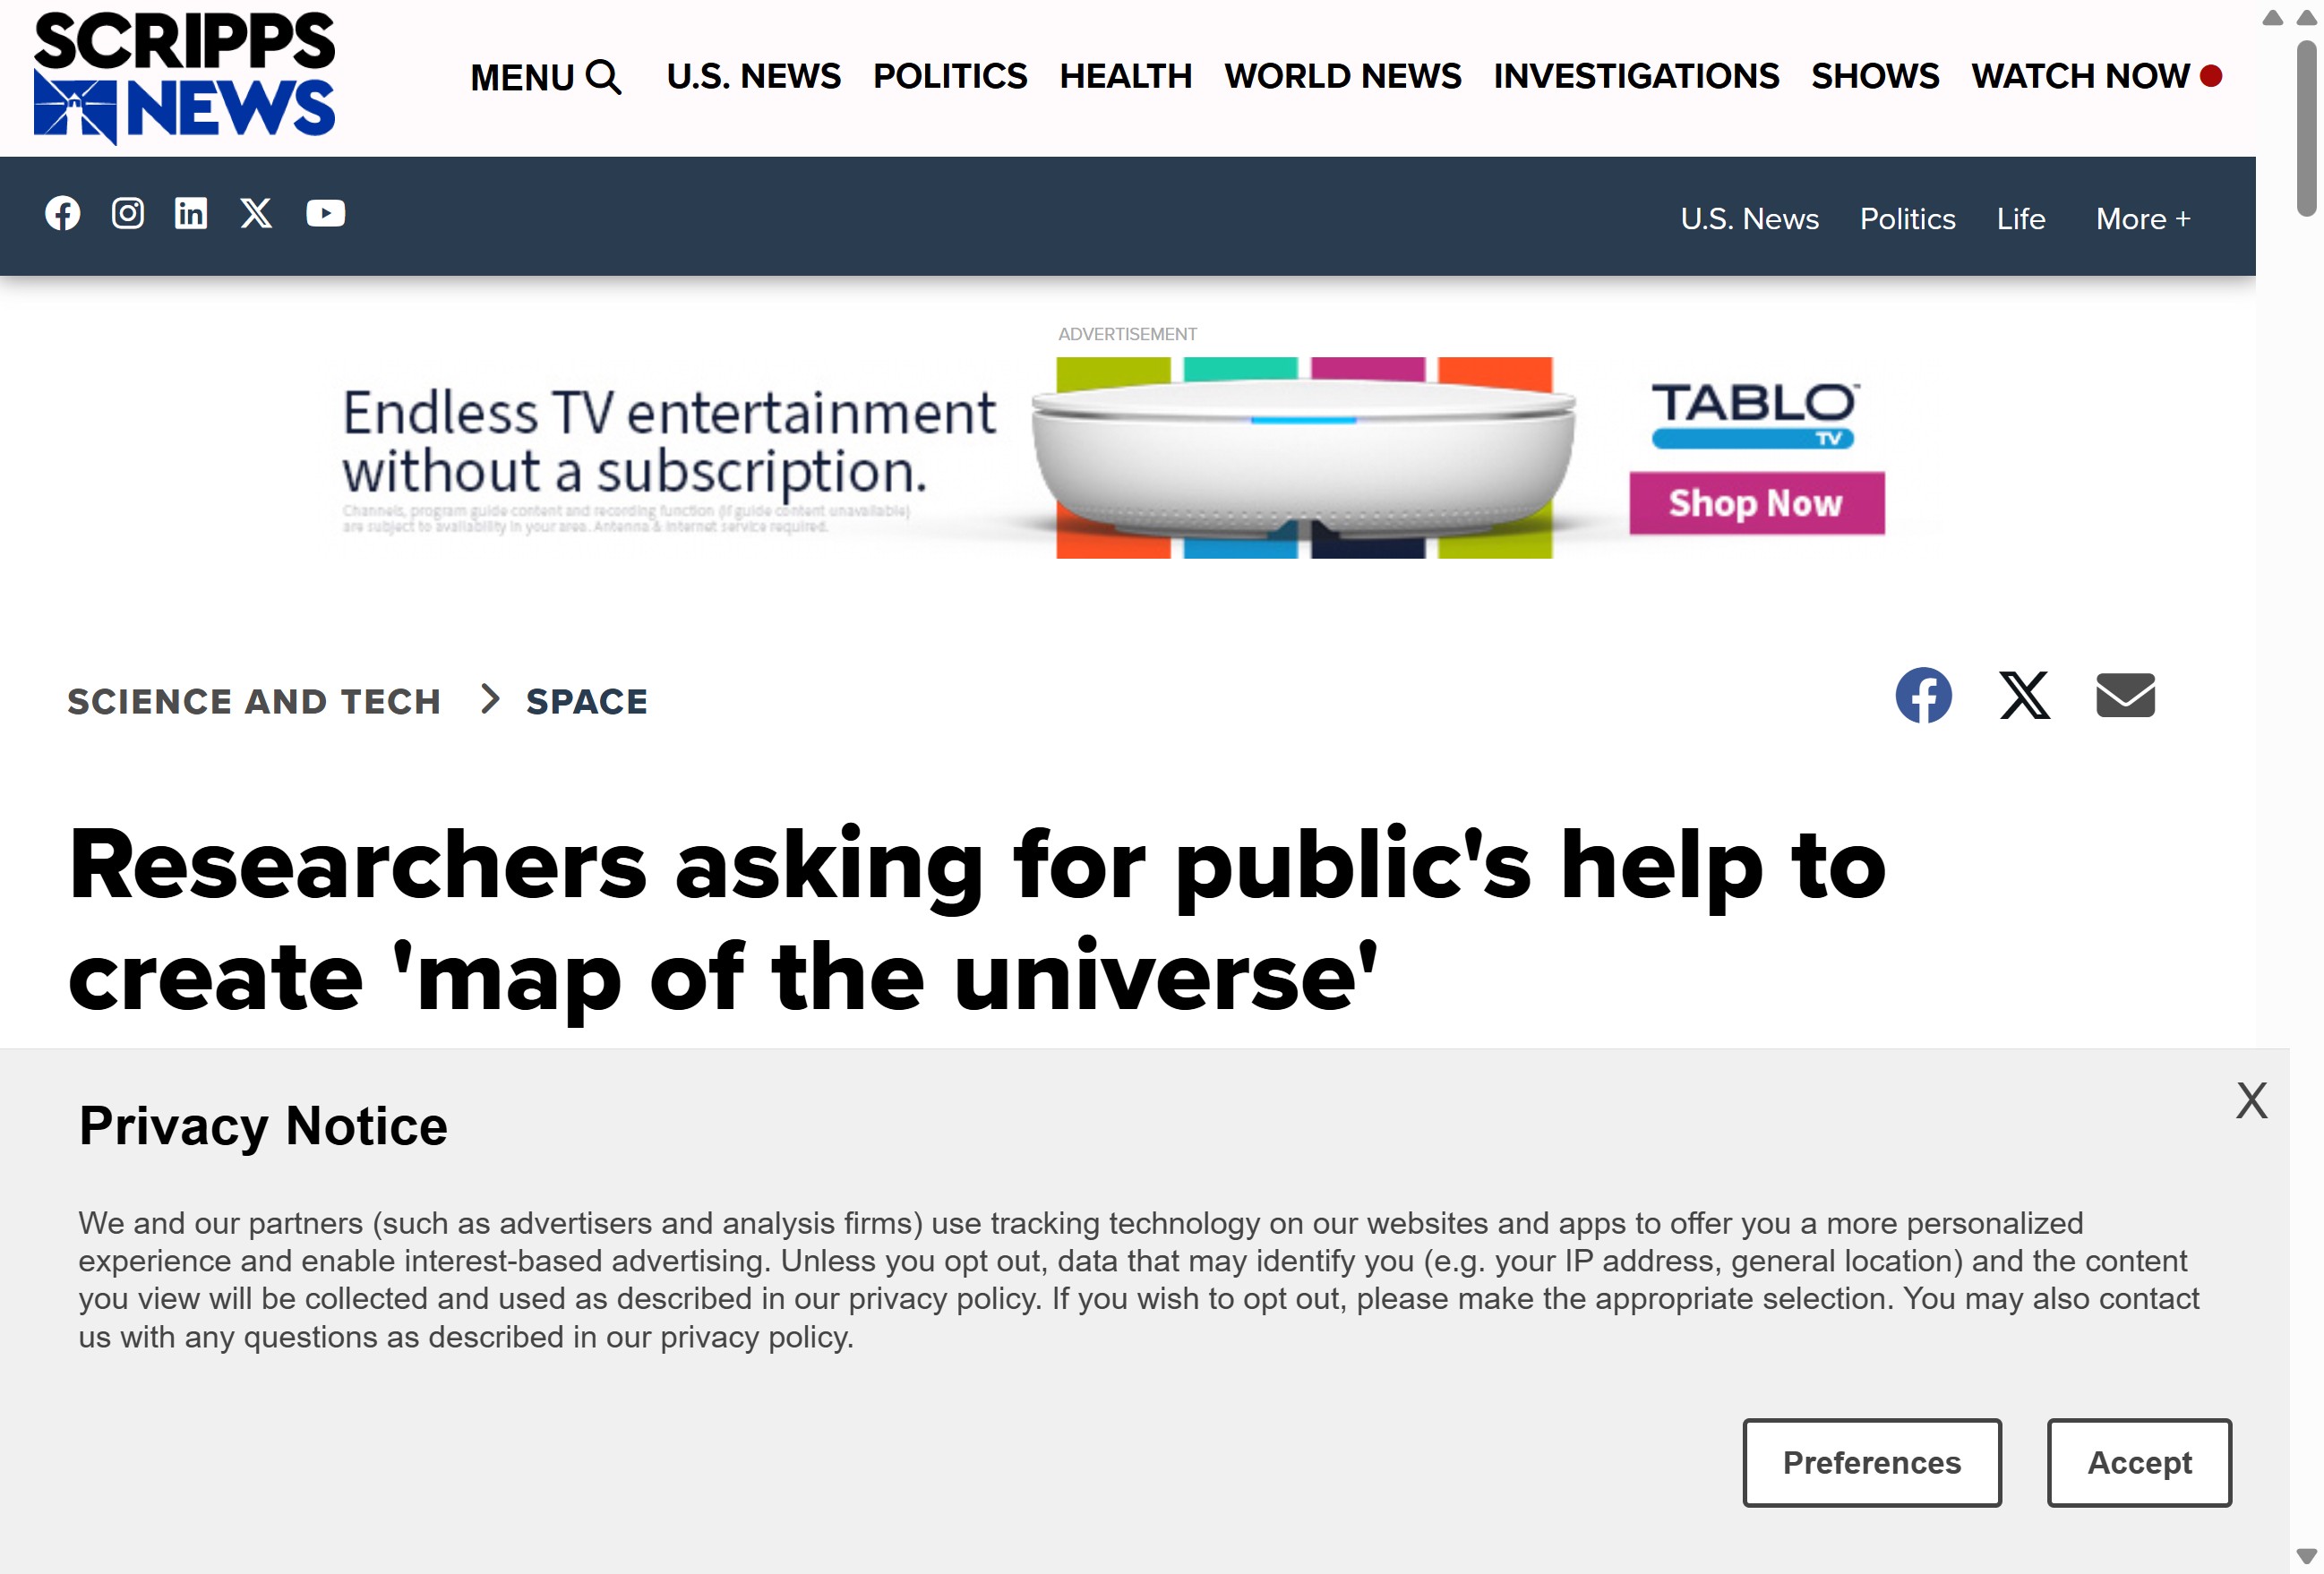 SCRIPPS
NEWS
MENU
U.S. NEWS
POLITICS
HEALTH
WORLD NEWS
INVESTIGATIONS
SHOWS
WATCH NOW
U.S. News
Politics
Life
More +
ADVERTISEMENT
Endless TV entertainment
without a subscription.
Channels, program guide content and recording function (if guide content unavailable)
are subject to availability in your area. Antenna & internet service required.
TABLO™
TV
Shop Now
SCIENCE AND TECH > SPACE
Researchers asking for public's help to
create 'map of the universe'
X
Privacy Notice
We and our partners (such as advertisers and analysis firms) use tracking technology on our websites and apps to offer you a more personalized
experience and enable interest-based advertising. Unless you opt out, data that may identify you (e.g. your IP address, general location) and the content
you view will be collected and used as described in our privacy policy. If you wish to opt out, please make the appropriate selection. You may also contact
us with any questions as described in our privacy policy.
Preferences
Accept